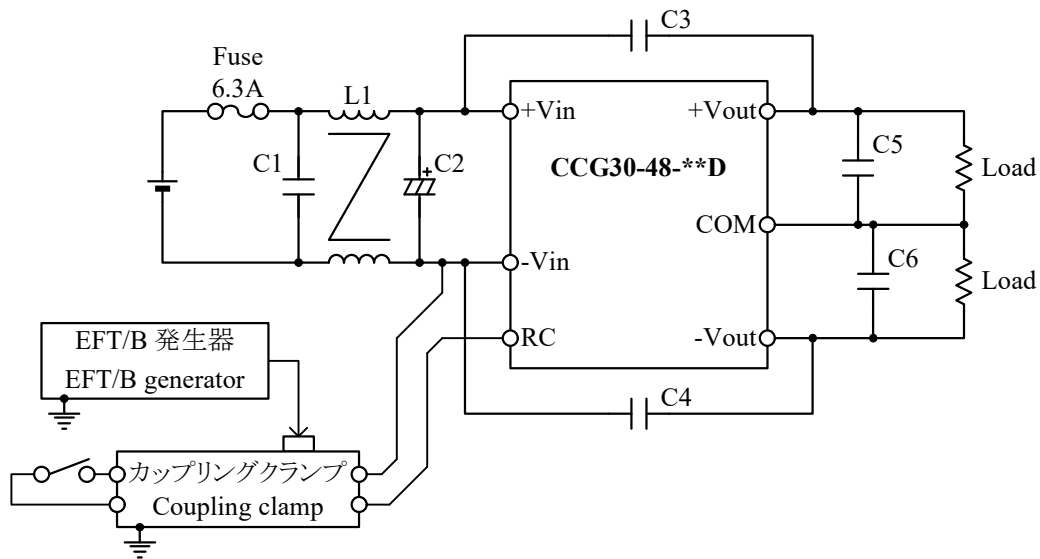 C3
Fuse
6.3A
L1
+Vin
+Vout
C1
C2
+
CCG30-48-**D
C5
Load
COM
-Vin
C6
Load
EFT/B 発生器
EFT/B generator
RC
-Vout
C4
カップリングクランプ
Coupling clamp